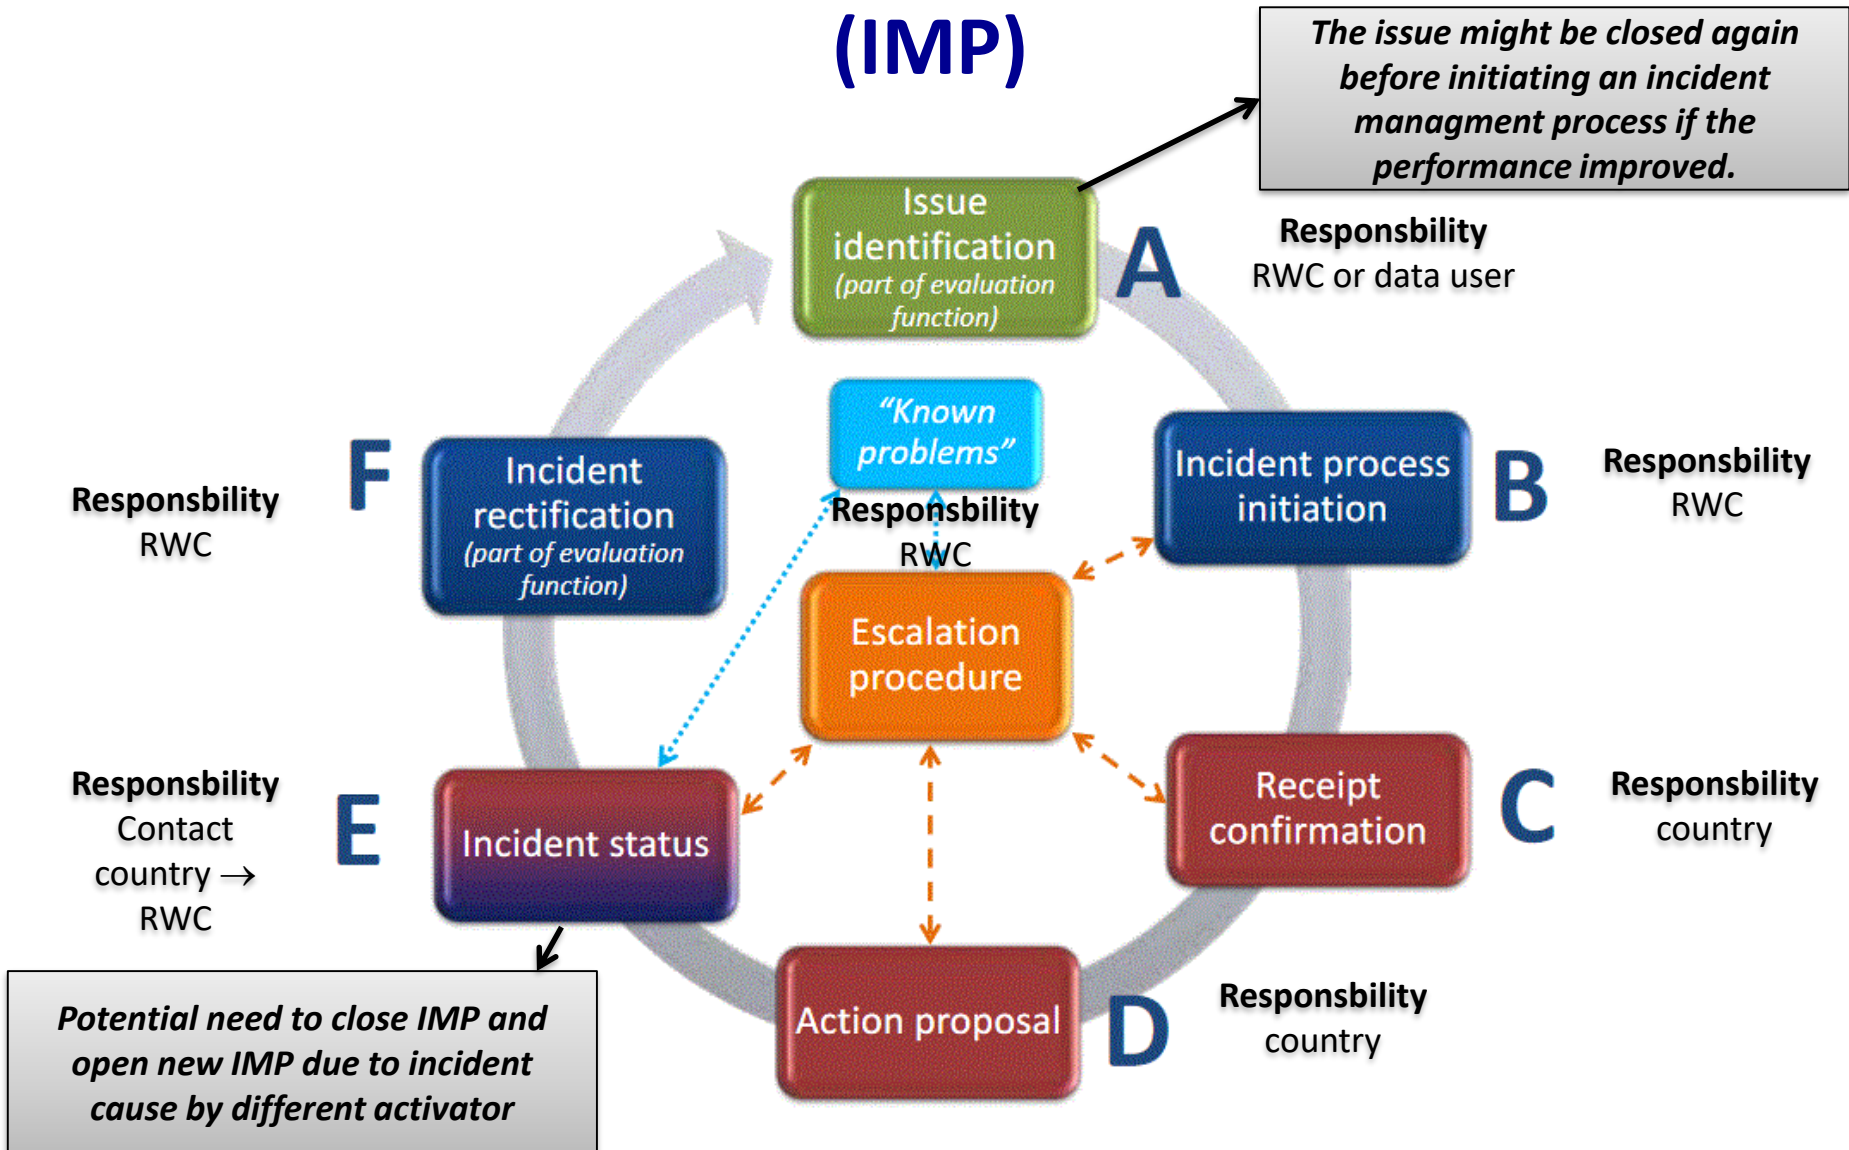 (IMP)
The issue might be closed again
before initiating an incident
managment process if the
performance improved.
Issue
identification
(part of evaluation
function)
A
Responsbility
RWC or data user
“Known
problems”
Responsbility
RWC
Incident process
initiation
B
Responsbility
RWC
Escalation
procedure
Receipt
confirmation
C
Responsbility
country
Action proposal
D
Responsbility
country
Incident status
E
Responsbility
Contact
country →
RWC
Potential need to close IMP and
open new IMP due to incident
cause by different activator
Incident
rectification
(part of evaluation
function)
F
Responsbility
RWC